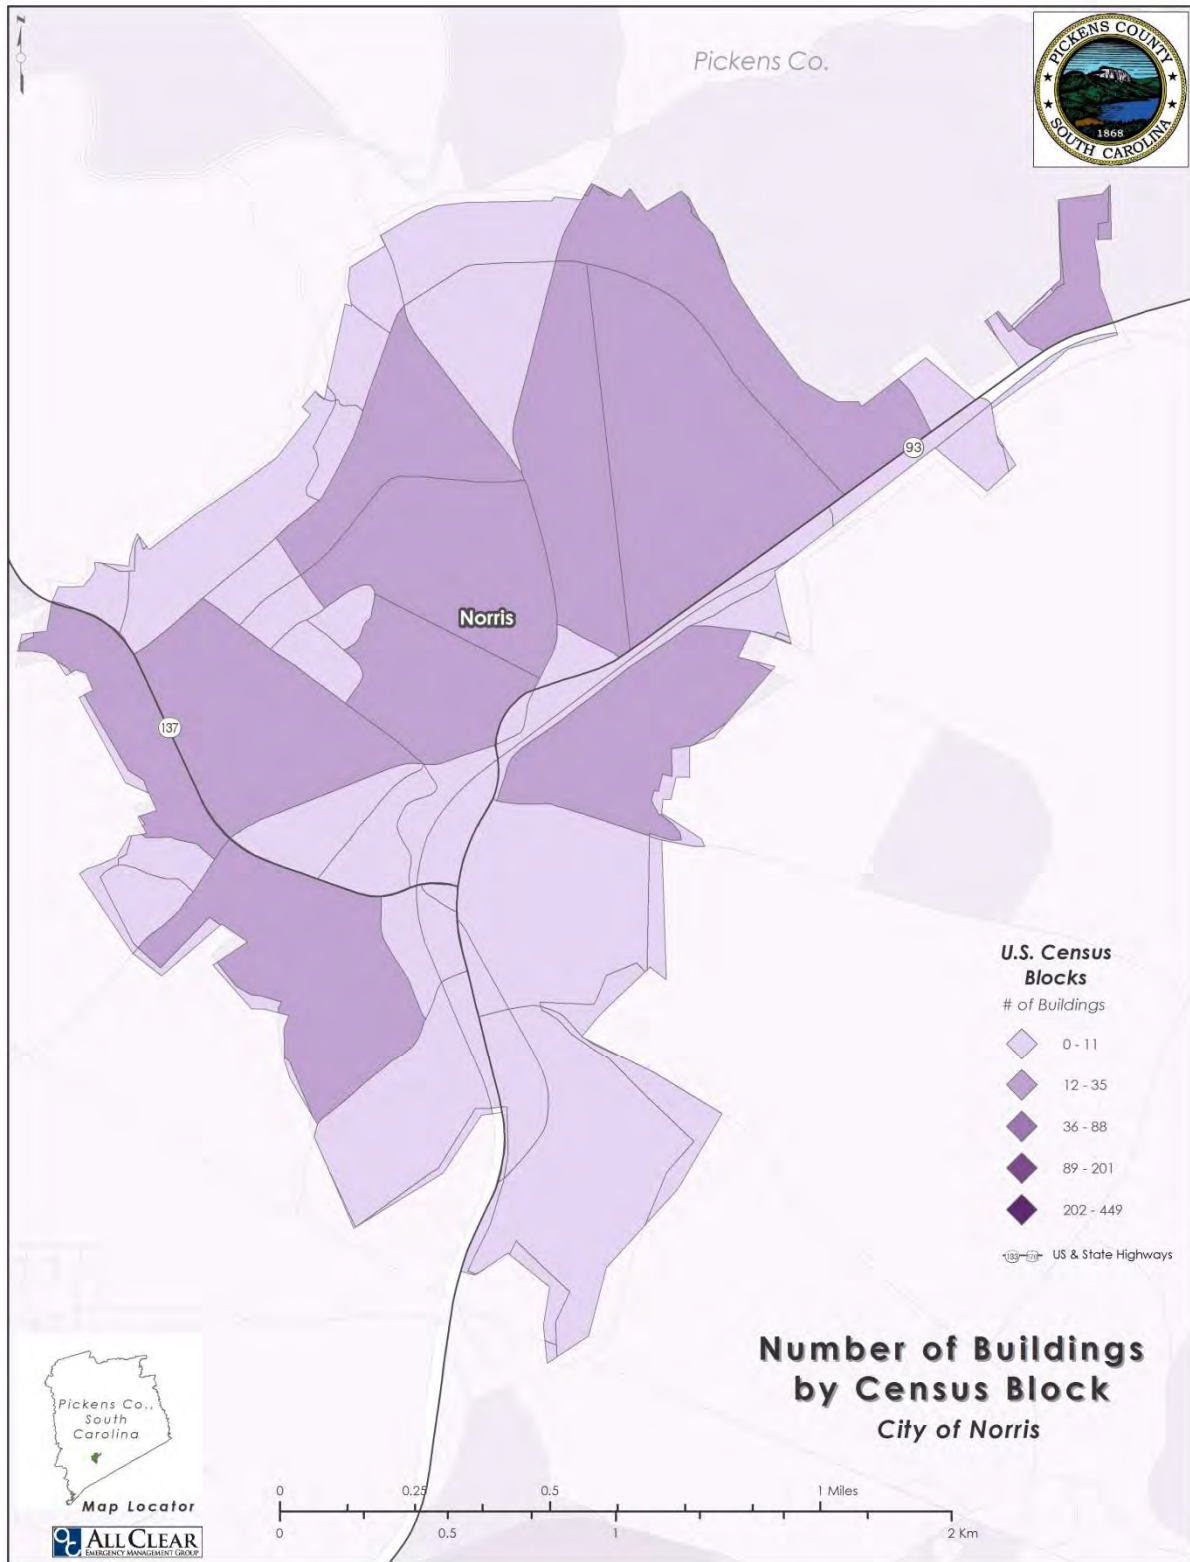 N
Pickens Co.
PICKENS COUNTY
1868
SOUTH CAROLINA
93
Norris
137
U.S. Census
Blocks
# of Buildings
0 - 11
12 - 35
36 - 88
89 - 201
202 - 449
US & State Highways
Number of Buildings
by Census Block
City of Norris
Pickens Co.,
South
Carolina
Map Locator
ALL CLEAR
EMERGENCY MANAGEMENT GROUP
0 0.25 0.5 1 Miles
0 0.5 1 2 Km